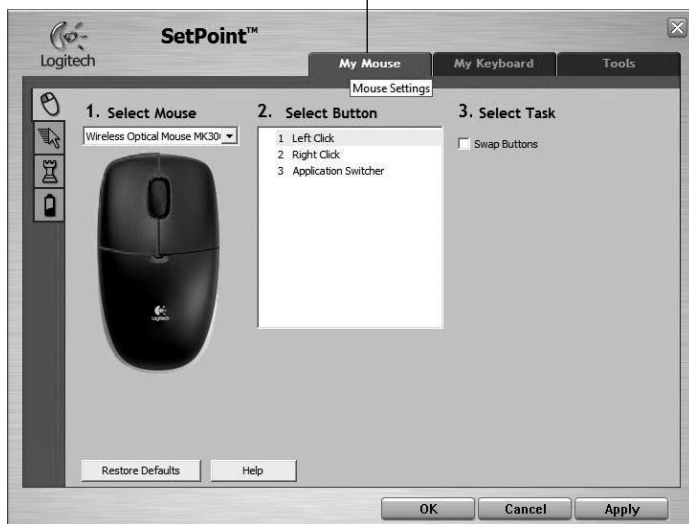 SetPoint™
Logitech
My Mouse
My Keyboard
Tools
Mouse Settings
1. Select Mouse
2. Select Button
3. Select Task
Wireless Optical Mouse MK30
1 Left Click
2 Right Click
3 Application Switcher
Swap Buttons
Logitech
Restore Defaults
Help
OK
Cancel
Apply